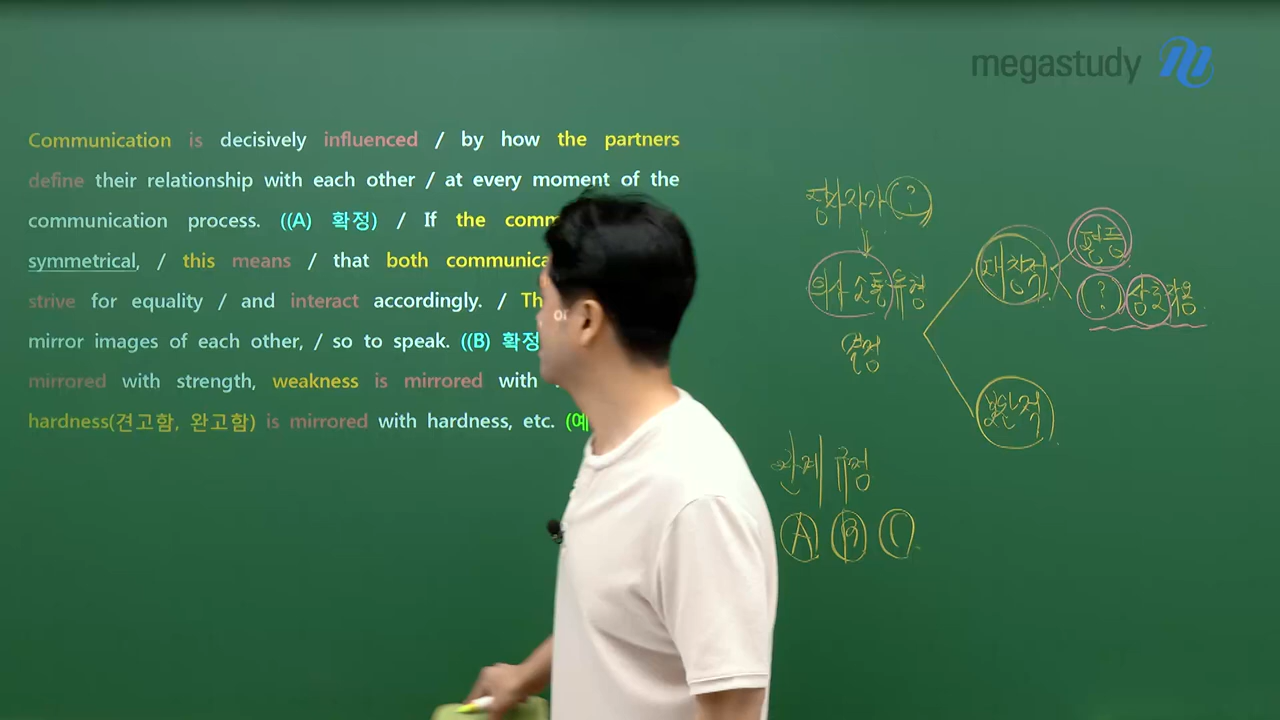 megastudy
Communication is decisively influenced / by how the partners
define their relationship with each other / at every moment of the
communication process. ((A) 확정) / If the comm
symmetrical, / this means / that both communica
strive for equality / and interact accordingly. / Th
mirror images of each other, / so to speak. ((B) 확정
mirrored with strength, weakness is mirrored with
hardness(견고함, 완고함) is mirrored with hardness, etc. (예
참가자가 (?)
↓
의사소통 유형
결정
대칭적
평등
(?) 상호작용
보완적
관계 규정
A B C